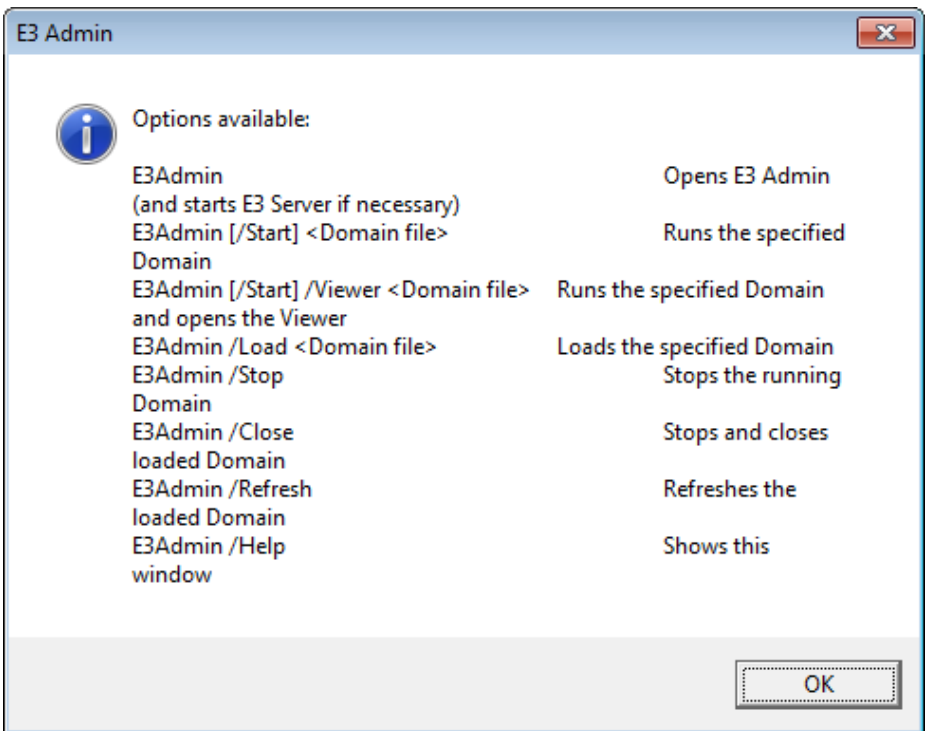 E3 Admin
Options available:
E3Admin Opens E3 Admin
(and starts E3 Server if necessary)
E3Admin [/Start] <Domain file> Runs the specified
Domain
E3Admin [/Start] /Viewer <Domain file> Runs the specified Domain
and opens the Viewer
E3Admin /Load <Domain file> Loads the specified Domain
E3Admin /Stop Stops the running
Domain
E3Admin /Close Stops and closes
loaded Domain
E3Admin /Refresh Refreshes the
loaded Domain
E3Admin /Help Shows this
window
OK